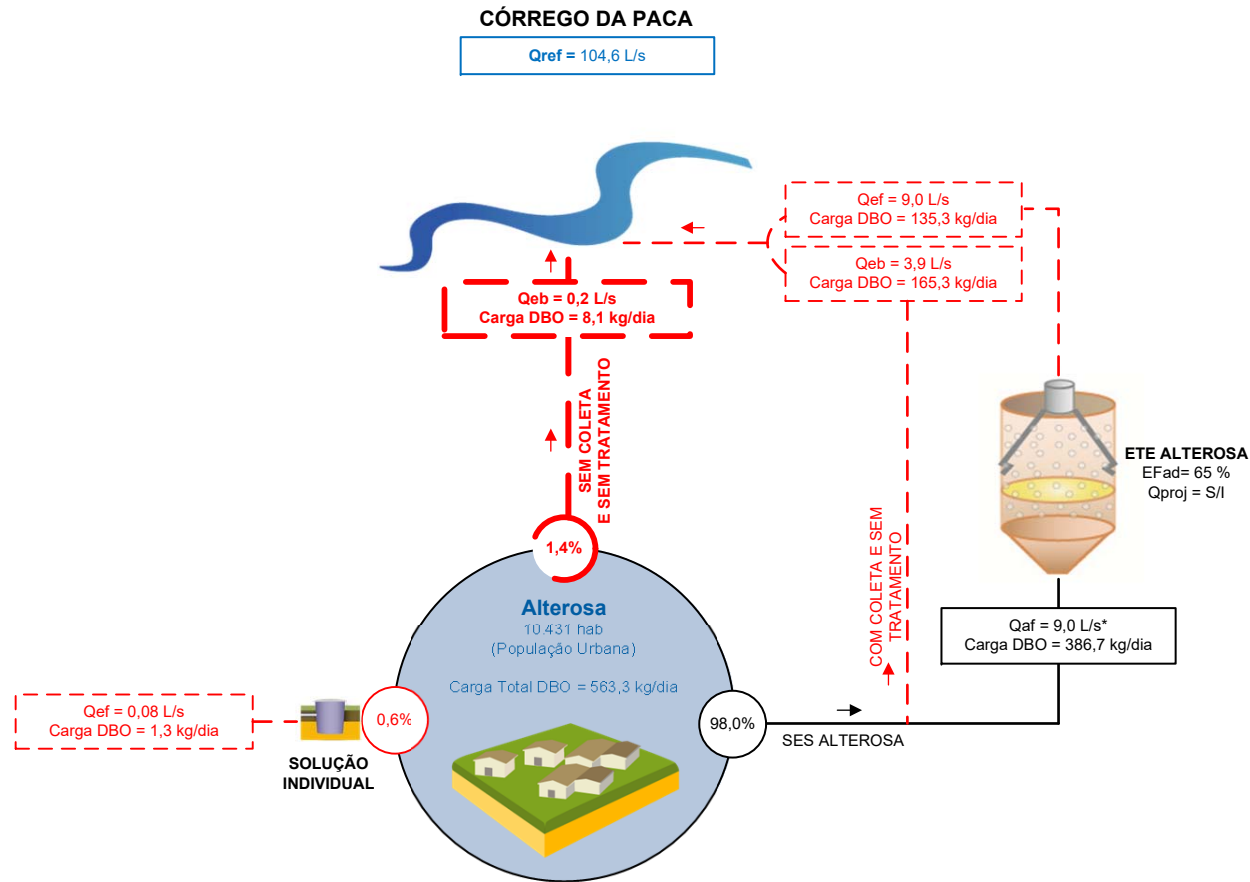 CÓRREGO DA PACA
Qref = 104,6 L/s
Qef = 9,0 L/s
Carga DBO = 135,3 kg/dia
Qeb = 3,9 L/s
Carga DBO = 165,3 kg/dia
Qeb = 0,2 L/s
Carga DBO = 8,1 kg/dia
SEM COLETA
E SEM TRATAMENTO
COM COLETA E SEM
TRATAMENTO
ETE ALTEROSA
EFad= 65 %
Qproj = S/I
Qaf = 9,0 L/s*
Carga DBO = 386,7 kg/dia
1,4%
Alterosa
10.431 hab
(População Urbana)
Carga Total DBO = 563,3 kg/dia
Qef = 0,08 L/s
Carga DBO = 1,3 kg/dia
0,6%
SOLUÇÃO
INDIVIDUAL
98,0%
SES ALTEROSA